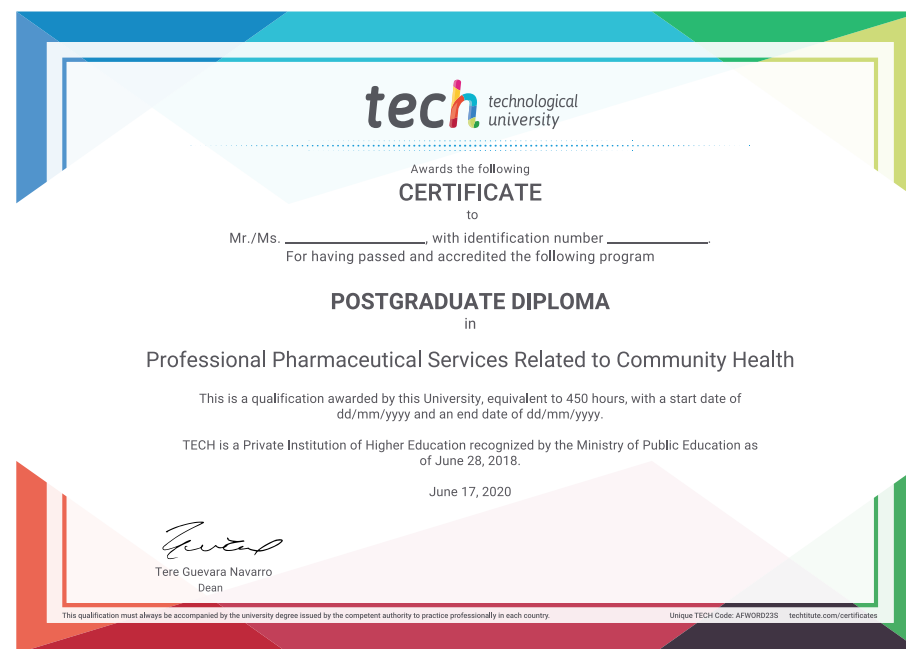 tech technological
university
Awards the following
CERTIFICATE
to
Mr./Ms. ____________________, with identification number ______________.
For having passed and accredited the following program
POSTGRADUATE DIPLOMA
in
Professional Pharmaceutical Services Related to Community Health
This is a qualification awarded by this University, equivalent to 450 hours, with a start date of
dd/mm/yyyy and an end date of dd/mm/yyyy.
TECH is a Private Institution of Higher Education recognized by the Ministry of Public Education as
of June 28, 2018.
June 17, 2020
Tere Guevara Navarro
Dean
This qualification must always be accompanied by the university degree issued by the competent authority to practice professionally in each country. Unique TECH Code: AFWORD23S techtitute.com/certificates